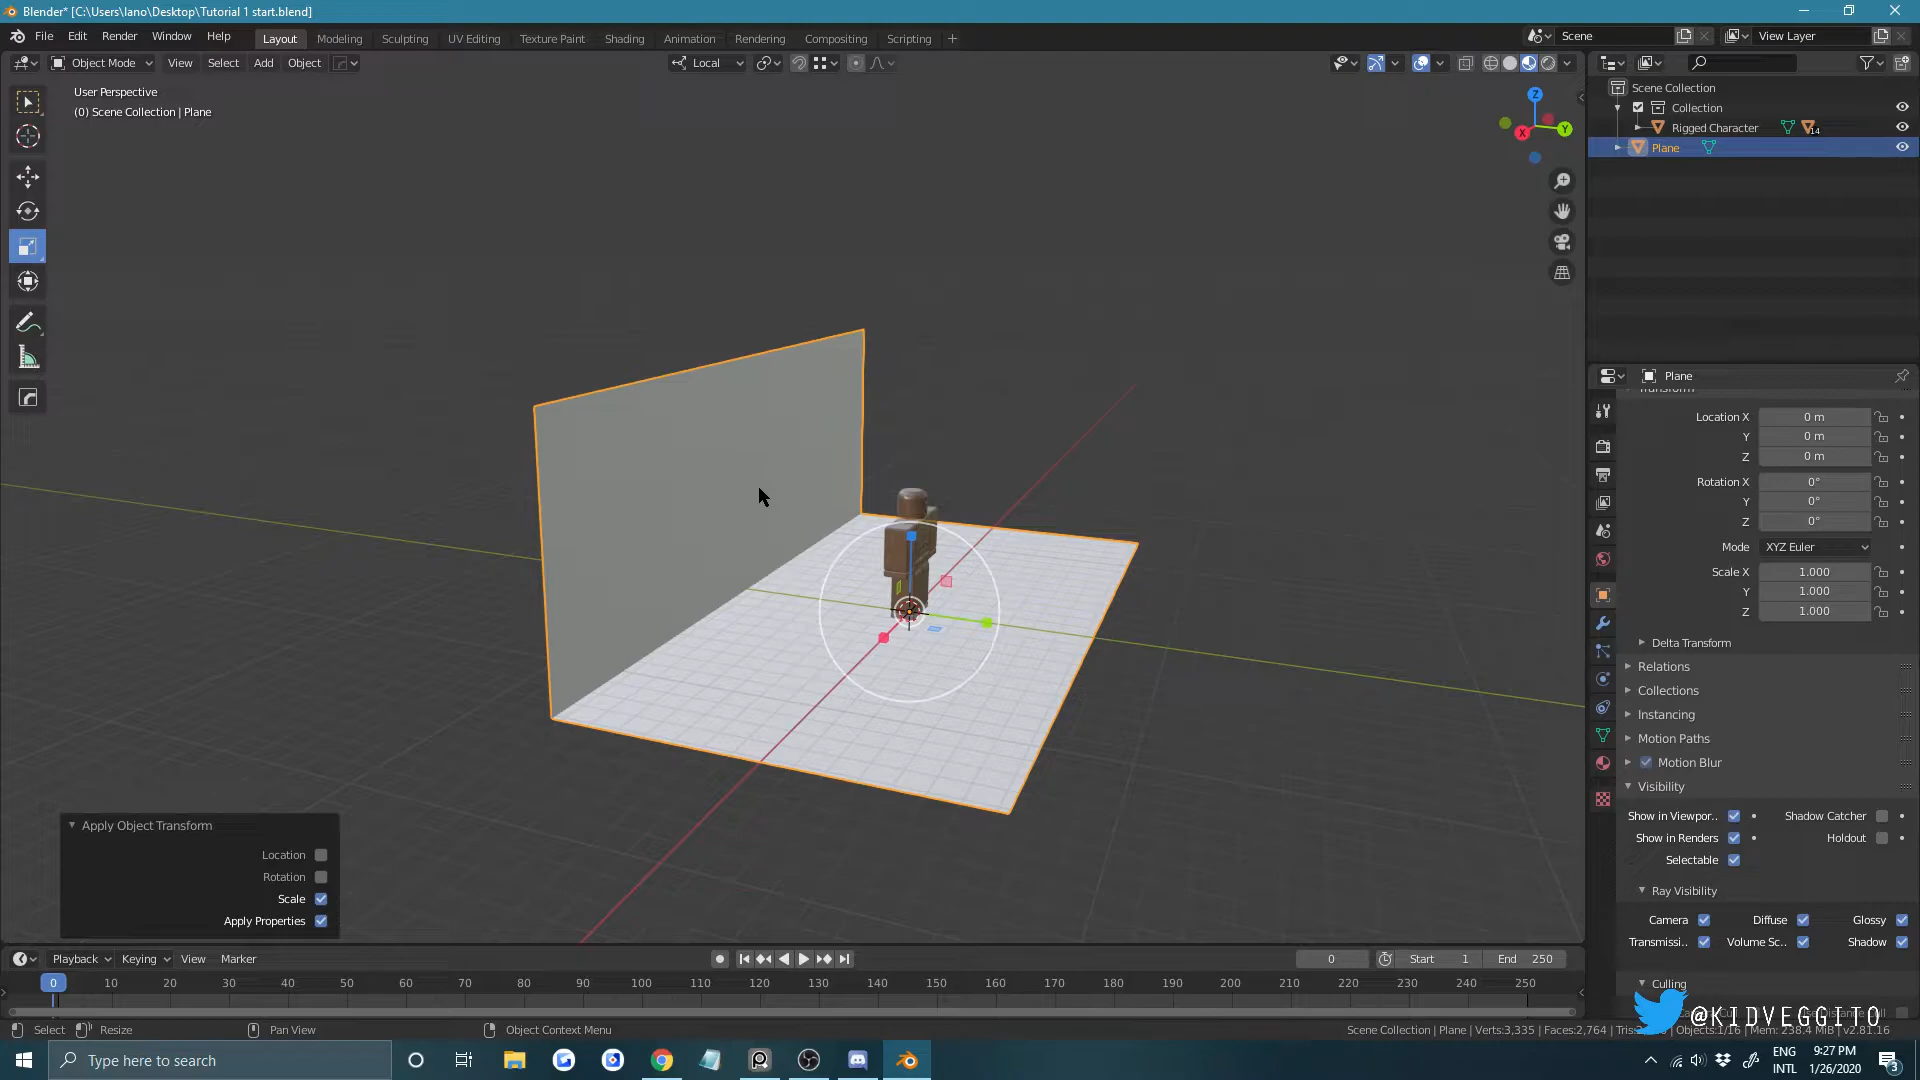 Blender* [C:\Users\Iano\Desktop\Tutorial 1 start.blend]
File Edit Render Window Help
Layout Modeling Sculpting UV Editing Texture Paint Shading Animation Rendering Compositing Scripting +
Scene
View Layer
Object Mode View Select Add Object
Local
User Perspective
(0) Scene Collection | Plane
Z
X
Y
Scene Collection
Collection
Rigged Character
14
Plane
Plane
Transform
Location X 0 m
Y 0 m
Z 0 m
Rotation X 0°
Y 0°
Z 0°
Mode XYZ Euler
Scale X 1.000
Y 1.000
Z 1.000
Delta Transform
Relations
Collections
Instancing
Motion Paths
Motion Blur
Visibility
Show in Viewpor.. Shadow Catcher
Show in Renders Holdout
Selectable
Ray Visibility
Camera Diffuse Glossy
Transmissi.. Volume Sc.. Shadow
Culling
Apply Object Transform
Location
Rotation
Scale
Apply Properties
Playback Keying View Marker
0
Start 1
End 250
0 10 20 30 40 50 60 70 80 90 100 110 120 130 140 150 160 170 180 190 200 210 220 230 240 250
Select Resize Pan View Object Context Menu
Scene Collection | Plane | Verts:3,335 | Faces:2,764 | Objects:1/16 | Mem: 238.4 MiB | v2.81.16
@KIDVEGGITO
Type here to search
ENG
INTL
9:27 PM
1/26/2020
3